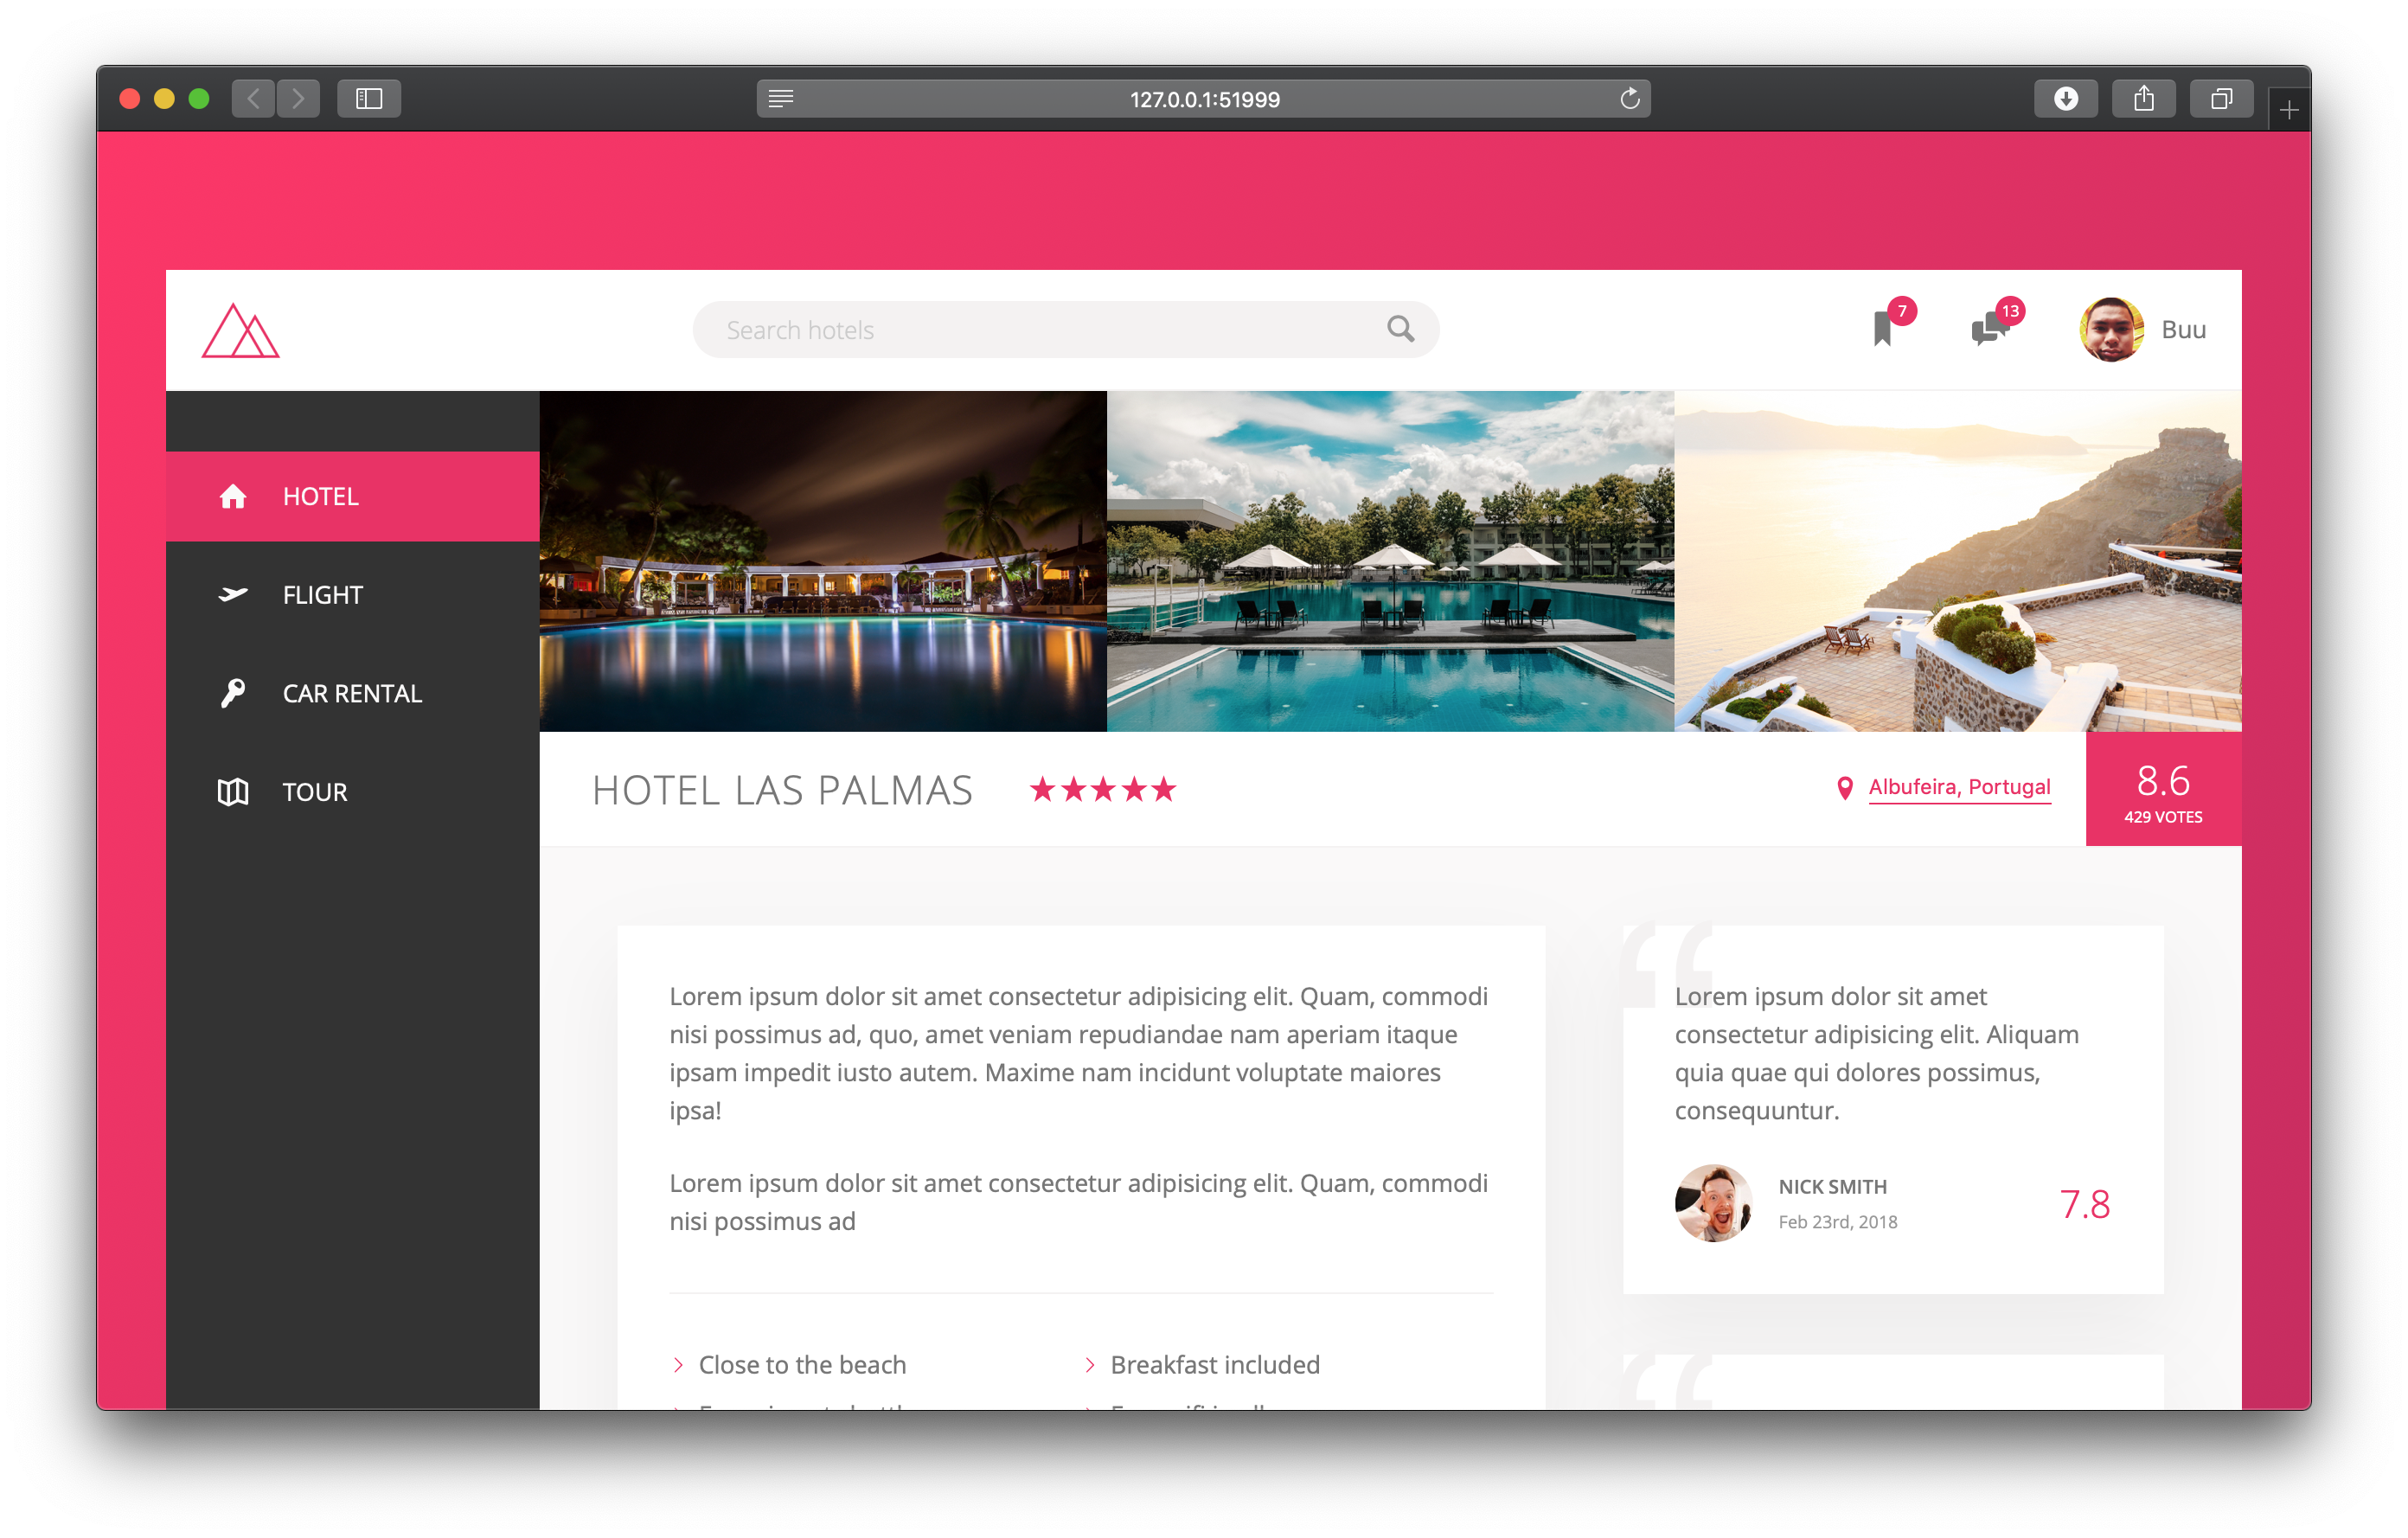 127.0.0.1:51999
Search hotels
7
13
Buu
HOTEL
FLIGHT
CAR RENTAL
TOUR
HOTEL LAS PALMAS
Albufeira, Portugal
8.6
429 VOTES
Lorem ipsum dolor sit amet consectetur adipisicing elit. Quam, commodi
nisi possimus ad, quo, amet veniam repudiandae nam aperiam itaque
ipsam impedit iusto autem. Maxime nam incidunt voluptate maiores
ipsa!
Lorem ipsum dolor sit amet consectetur adipisicing elit. Quam, commodi
nisi possimus ad
Close to the beach
Breakfast included
“
Lorem ipsum dolor sit amet
consectetur adipisicing elit. Aliquam
quia quae qui dolores possimus,
consequuntur.
NICK SMITH
Feb 23rd, 2018
7.8
“